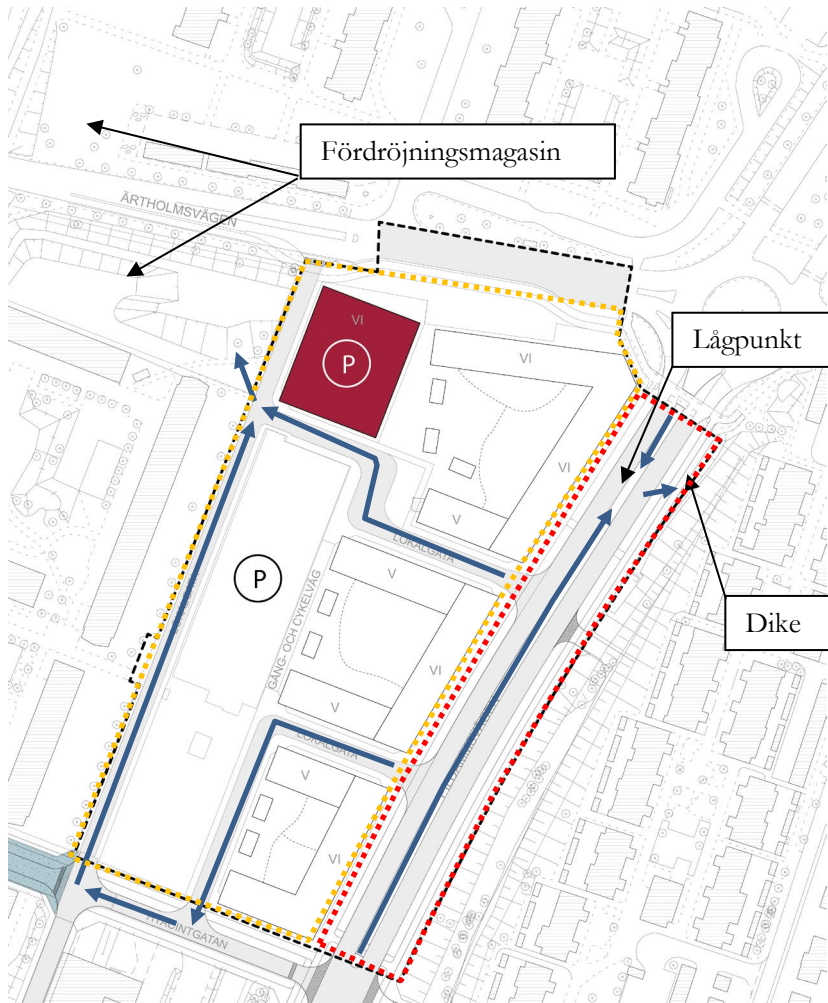 Fördröjningsmagasin
ÄRTHOLMSVÄGEN
VI
P
VI
Lågpunkt
VI
V
LOKALGATA
V
P
GÅNG- OCH CYKELVÄG
Dike
VI
V
LOKALGATA
V
VI
HYACINTGATAN